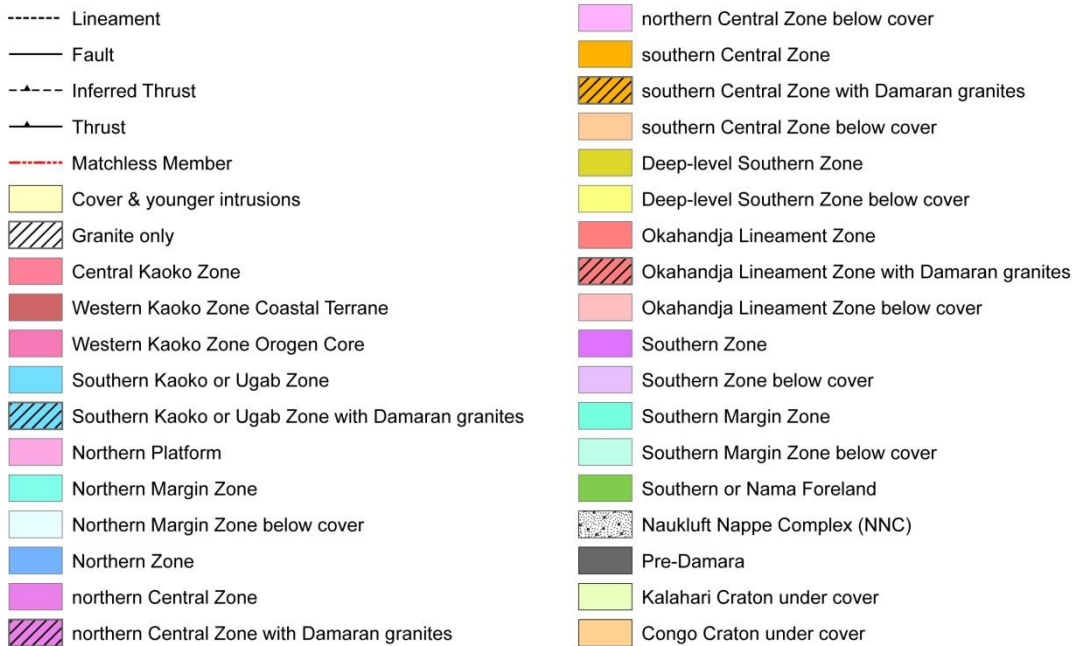 Lineament
Fault
Inferred Thrust
Thrust
Matchless Member
Cover & younger intrusions
Granite only
Central Kaoko Zone
Western Kaoko Zone Coastal Terrane
Western Kaoko Zone Orogen Core
Southern Kaoko or Ugab Zone
Southern Kaoko or Ugab Zone with Damaran granites
Northern Platform
Northern Margin Zone
Northern Margin Zone below cover
Northern Zone
northern Central Zone
northern Central Zone with Damaran granites
northern Central Zone below cover
southern Central Zone
southern Central Zone with Damaran granites
southern Central Zone below cover
Deep-level Southern Zone
Deep-level Southern Zone below cover
Okahandja Lineament Zone
Okahandja Lineament Zone with Damaran granites
Okahandja Lineament Zone below cover
Southern Zone
Southern Zone below cover
Southern Margin Zone
Southern Margin Zone below cover
Southern or Nama Foreland
Naukluft Nappe Complex (NNC)
Pre-Damara
Kalahari Craton under cover
Congo Craton under cover